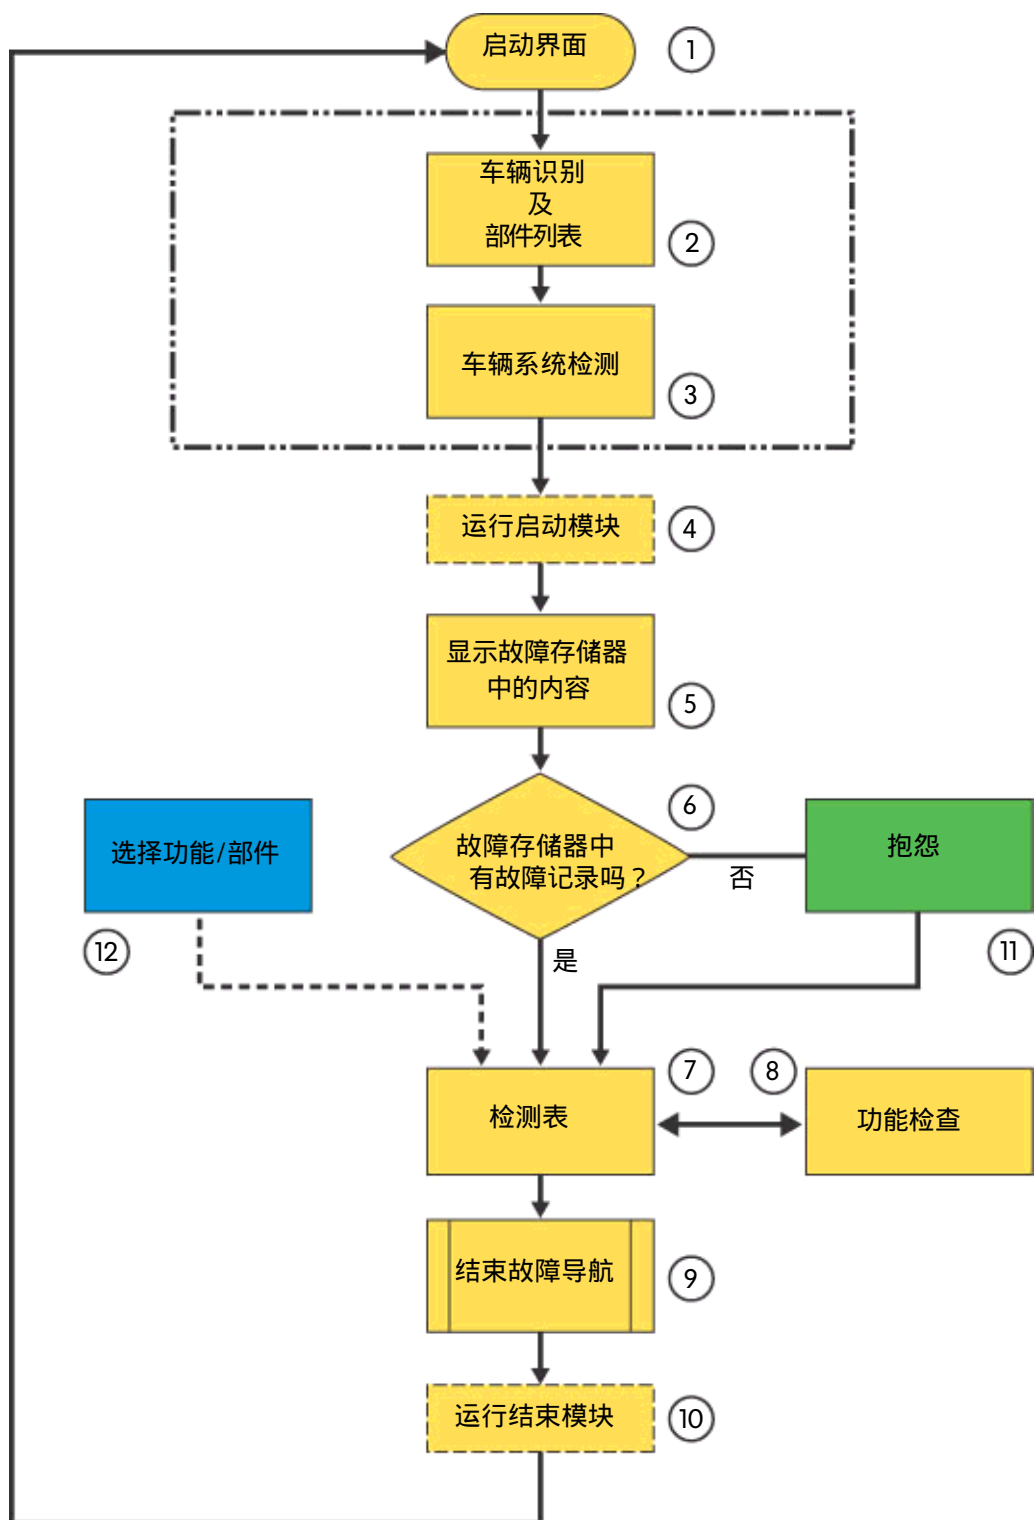 启动界面
1
车辆识别
及
部件列表
2
车辆系统检测
3
运行启动模块
4
显示故障存储器
中的内容
5
6
故障存储器中
有故障记录吗？
否
抱怨
11
选择功能/部件
12
是
7
8
检测表
功能检查
结束故障导航
9
运行结束模块
10